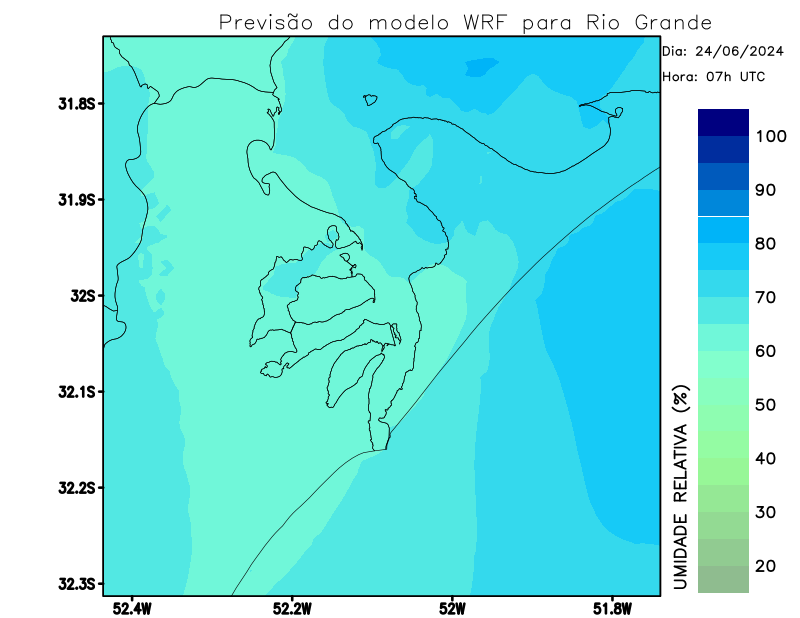 Previsão do modelo WRF para Rio Grande
Dia: 24/06/2024
Hora: 07h UTC
31.8S
31.9S
32S
32.1S
32.2S
32.3S
52.4W
52.2W
52W
51.8W
UMIDADE RELATIVA (%)
100
90
80
70
60
50
40
30
20